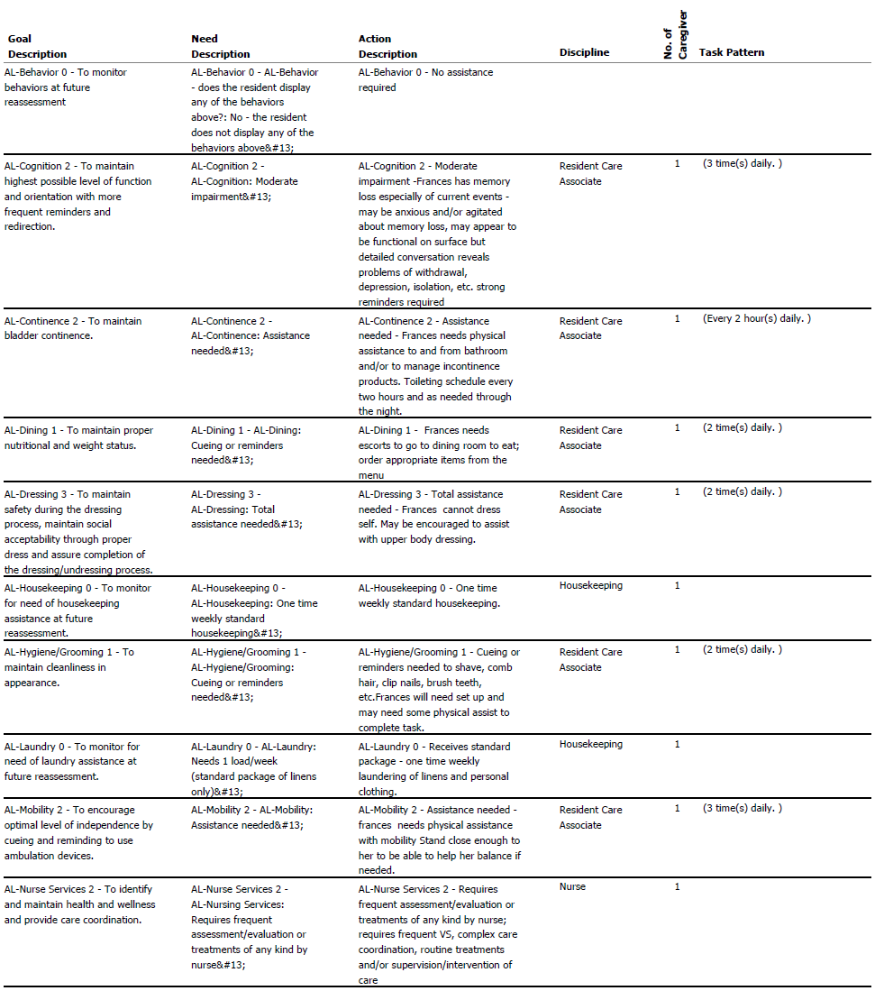 Goal Description
Need Description
Action Description
Discipline
No. of Caregiver
Task Pattern
AL-Behavior 0 - To monitor
behaviors at future
reassessment
AL-Behavior 0 - AL-Behavior
- does the resident display
any of the behaviors
above?: No - the resident
does not display any of the
behaviors above&#13;
AL-Behavior 0 - No assistance
required
AL-Cognition 2 - To maintain
highest possible level of function
and orientation with more
frequent reminders and
redirection.
AL-Cognition 2 -
AL-Cognition: Moderate
impairment&#13;
AL-Cognition 2 - Moderate
impairment -Frances has memory
loss especially of current events -
may be anxious and/or agitated
about memory loss, may appear to
be functional on surface but
detailed conversation reveals
problems of withdrawal,
depression, isolation, etc. strong
reminders required
Resident Care
Associate
1
(3 time(s) daily. )
AL-Continence 2 - To maintain
bladder continence.
AL-Continence 2 -
AL-Continence: Assistance
needed&#13;
AL-Continence 2 - Assistance
needed - Frances needs physical
assistance to and from bathroom
and/or to manage incontinence
products. Toileting schedule every
two hours and as needed through
the night.
Resident Care
Associate
1
(Every 2 hour(s) daily. )
AL-Dining 1 - To maintain proper
nutritional and weight status.
AL-Dining 1 - AL-Dining:
Cueing or reminders
needed&#13;
AL-Dining 1 -  Frances needs
escorts to go to dining room to eat;
order appropriate items from the
menu
Resident Care
Associate
1
(2 time(s) daily. )
AL-Dressing 3 - To maintain
safety during the dressing
process, maintain social
acceptability through proper
dress and assure completion of
the dressing/undressing process.
AL-Dressing 3 -
AL-Dressing: Total
assistance needed&#13;
AL-Dressing 3 - Total assistance
needed - Frances  cannot dress
self. May be encouraged to assist
with upper body dressing.
Resident Care
Associate
1
(2 time(s) daily. )
AL-Housekeeping 0 - To monitor
for need of housekeeping
assistance at future
reassessment.
AL-Housekeeping 0 -
AL-Housekeeping: One time
weekly standard
housekeeping&#13;
AL-Housekeeping 0 - One time
weekly standard housekeeping.
Housekeeping
1
AL-Hygiene/Grooming 1 - To
maintain cleanliness in
appearance.
AL-Hygiene/Grooming 1 -
AL-Hygiene/Grooming:
Cueing or reminders
needed&#13;
AL-Hygiene/Grooming 1 - Cueing or
reminders needed to shave, comb
hair, clip nails, brush teeth,
etc.Frances will need set up and
may need some physical assist to
complete task.
Resident Care
Associate
1
(2 time(s) daily. )
AL-Laundry 0 - To monitor for
need of laundry assistance at
future reassessment.
AL-Laundry 0 - AL-Laundry:
Needs 1 load/week
(standard package of linens
only)&#13;
AL-Laundry 0 - Receives standard
package - one time weekly
laundering of linens and personal
clothing.
Housekeeping
1
AL-Mobility 2 - To encourage
optimal level of independence by
cueing and reminding to use
ambulation devices.
AL-Mobility 2 - AL-Mobility:
Assistance needed&#13;
AL-Mobility 2 - Assistance needed -
frances  needs physical assistance
with mobility Stand close enough to
her to be able to help her balance if
needed.
Resident Care
Associate
1
(3 time(s) daily. )
AL-Nurse Services 2 - To identify
and maintain health and wellness
and provide care coordination.
AL-Nurse Services 2 -
AL-Nursing Services:
Requires frequent
assessment/evaluation or
treatments of any kind by
nurse&#13;
AL-Nurse Services 2 - Requires
frequent assessment/evaluation or
treatments of any kind by nurse;
requires frequent VS, complex care
coordination, routine treatments
and/or supervision/intervention of
care
Nurse
1